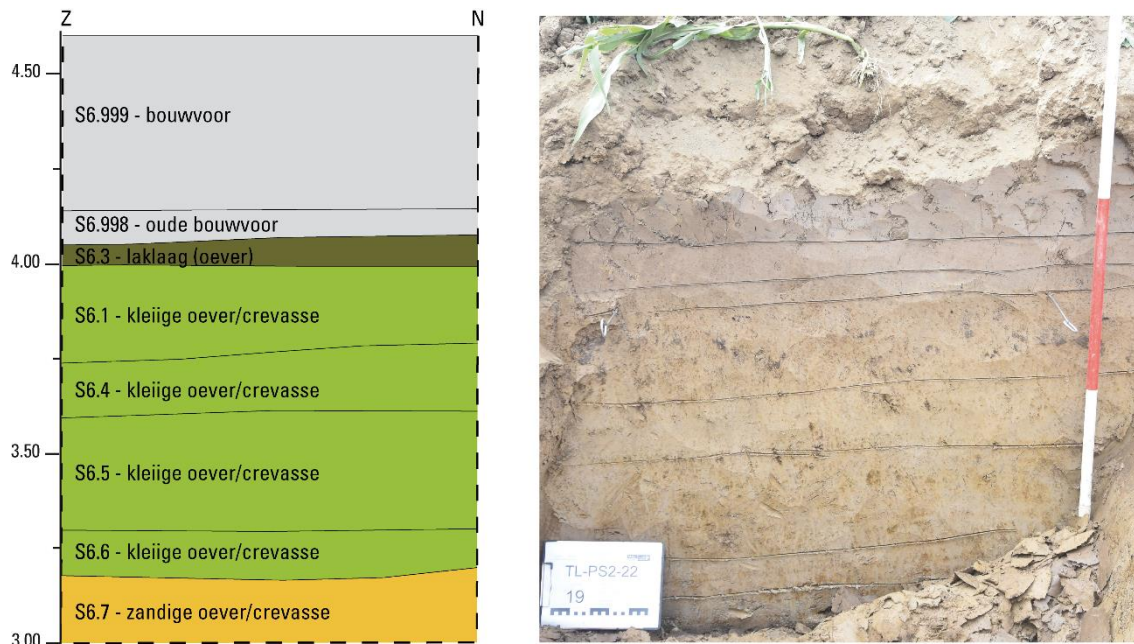 Z
N
4.50
S6.999 - bouwvoor
S6.998 - oude bouwvoor
4.00
S6.3 - laklaag (oever)
S6.1 - kleiige oever/crevasse
S6.4 - kleiige oever/crevasse
3.50
S6.5 - kleiige oever/crevasse
S6.6 - kleiige oever/crevasse
S6.7 - zandige oever/crevasse
3.00
TL-PS2-22
19